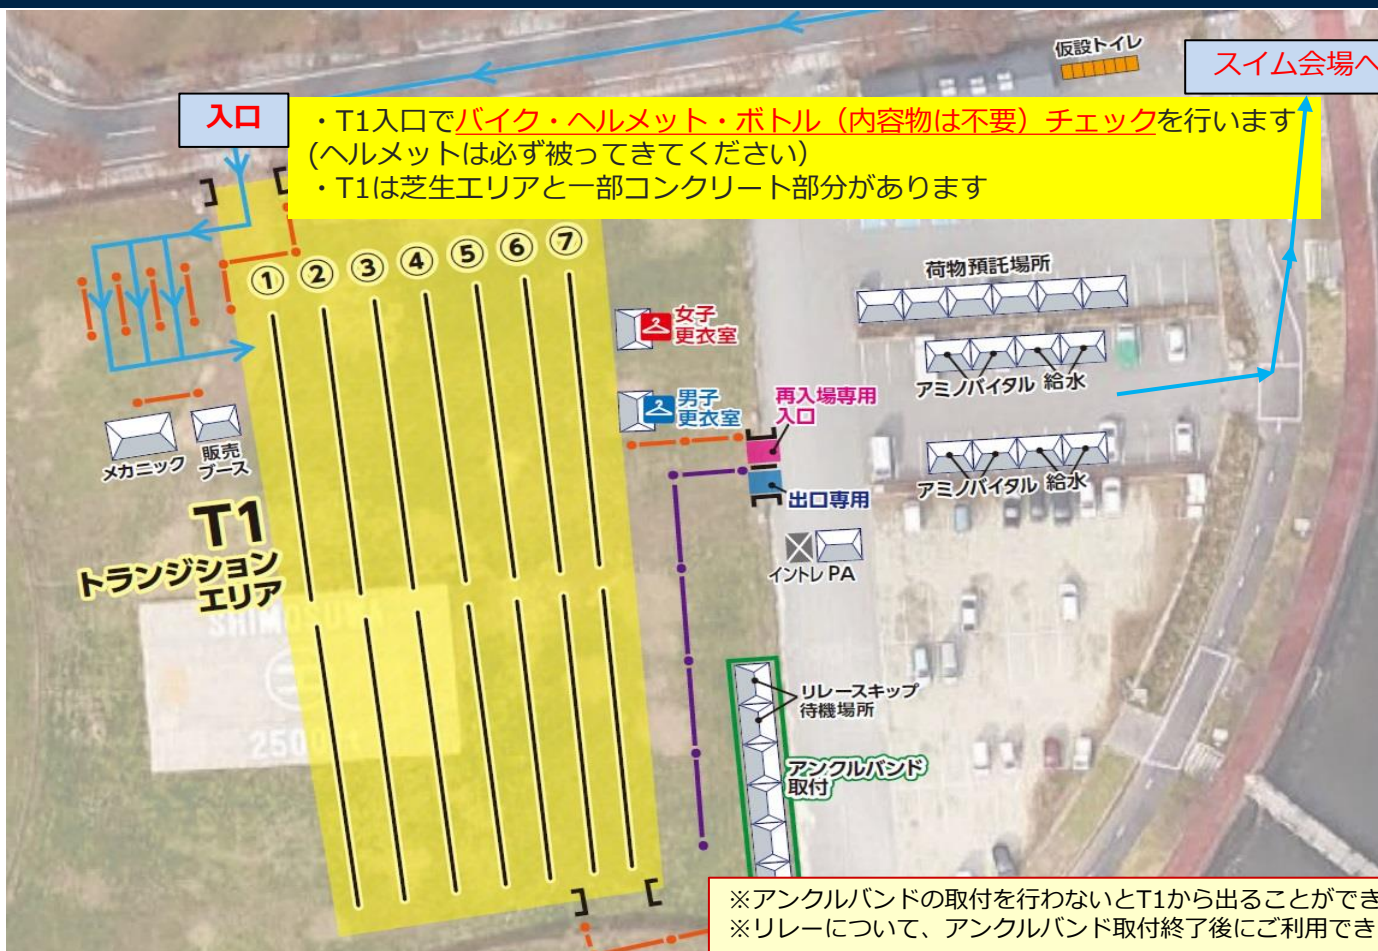 仮設トイレ
スイム会場へ
入口
・T1入口でバイク・ヘルメット・ボトル（内容物は不要）チェックを行います
(ヘルメットは必ず被ってきてください）
・T1は芝生エリアと一部コンクリート部分があります
① ② ③ ④ ⑤ ⑥ ⑦
荷物預託場所
女子
更衣室
アミノバイタル 給水
男子
更衣室
再入場専用
入口
メカニック
販売
ブース
アミノバイタル 給水
出口専用
T1
トランジション
エリア
イントレ PA
SHIMOSUWA
250
リレースキップ
待機場所
アンクルバンド
取付
※アンクルバンドの取付を行わないとT1から出ることができ
※リレーについて、アンクルバンド取付終了後にご利用でき